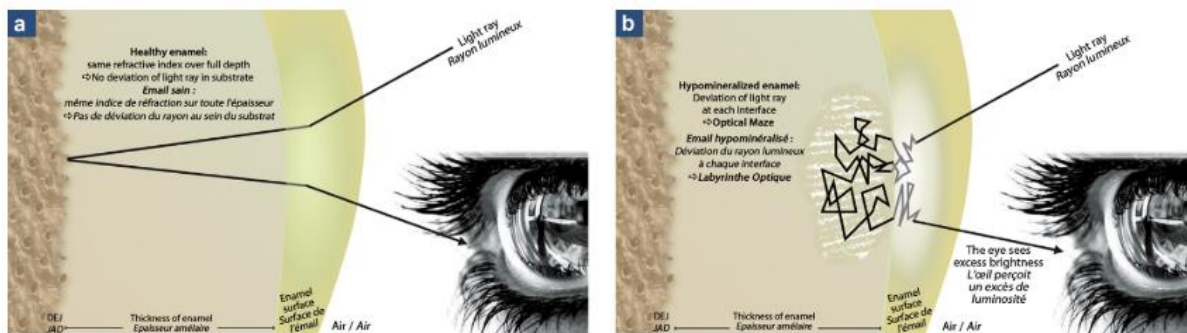 a
Light ray
Rayon lumineux
Healthy enamel:
same refractive index over full depth
⇨No deviation of light ray in substrate
Email sain :
même indice de réfraction sur toute l'épaisseur
⇨Pas de déviation du rayon au sein du substrat
DEJ
JAD
Thickness of enamel
Epaisseur amélaire
Enamel
surface
Surface de
l'émail
Air / Air
b
Light ray
Rayon lumineux
Hypomineralized enamel:
Deviation of light ray
at each interface
⇨Optical Maze
Email hypominéralisé :
Déviation du rayon lumineux
à chaque interface
⇨Labyrinthe Optique
The eye sees
excess brightness
L'œil perçoit
un excès de
luminosité
DEJ
JAD
Thickness of enamel
Epaisseur amélaire
Enamel
surface
Surface de
l'émail
Air / Air